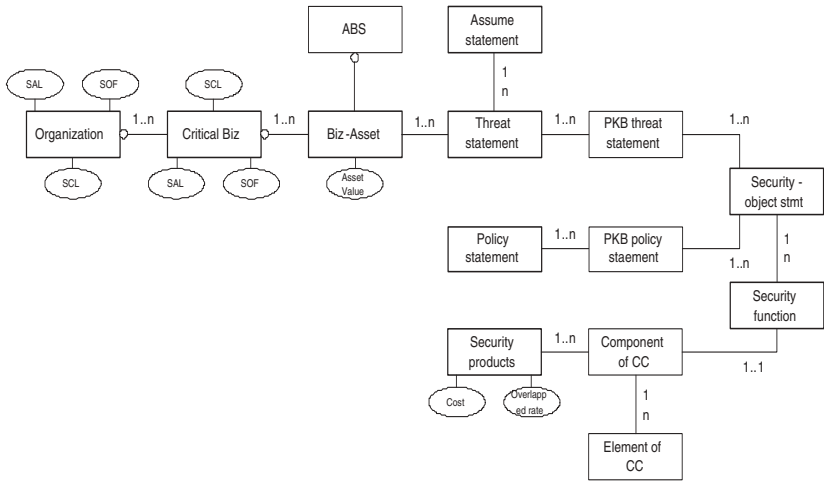 ABS
Assume
statement
SAL
SOF
SCL
1
n
Organization
1..n
Critical Biz
1..n
Biz -Asset
1..n
Threat
statement
1..n
PKB threat
statement
1..n
SCL
SAL
SOF
Asset
Value
Security -
object stmt
Policy
statement
1..n
PKB policy
staement
1..n
1
n
Security
function
Security
products
1..n
Component
of CC
1..1
Cost
Overlapp
ed rate
1
n
Element of
CC